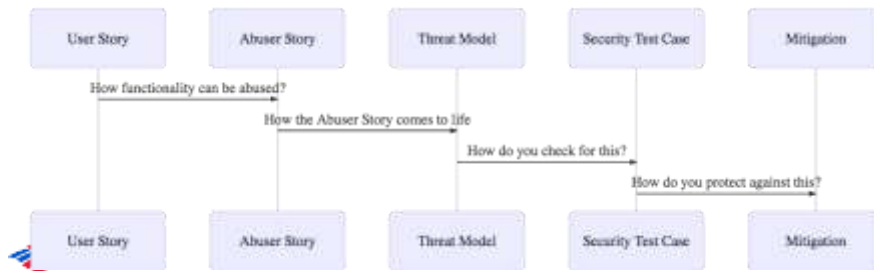 User Story Abuser Story Threat Model Security Test Case Mitigation
How functionality can be abused?
How the Abuser Story comes to life
How do you check for this?
How do you protect against this?
User Story Abuser Story Threat Model Security Test Case Mitigation